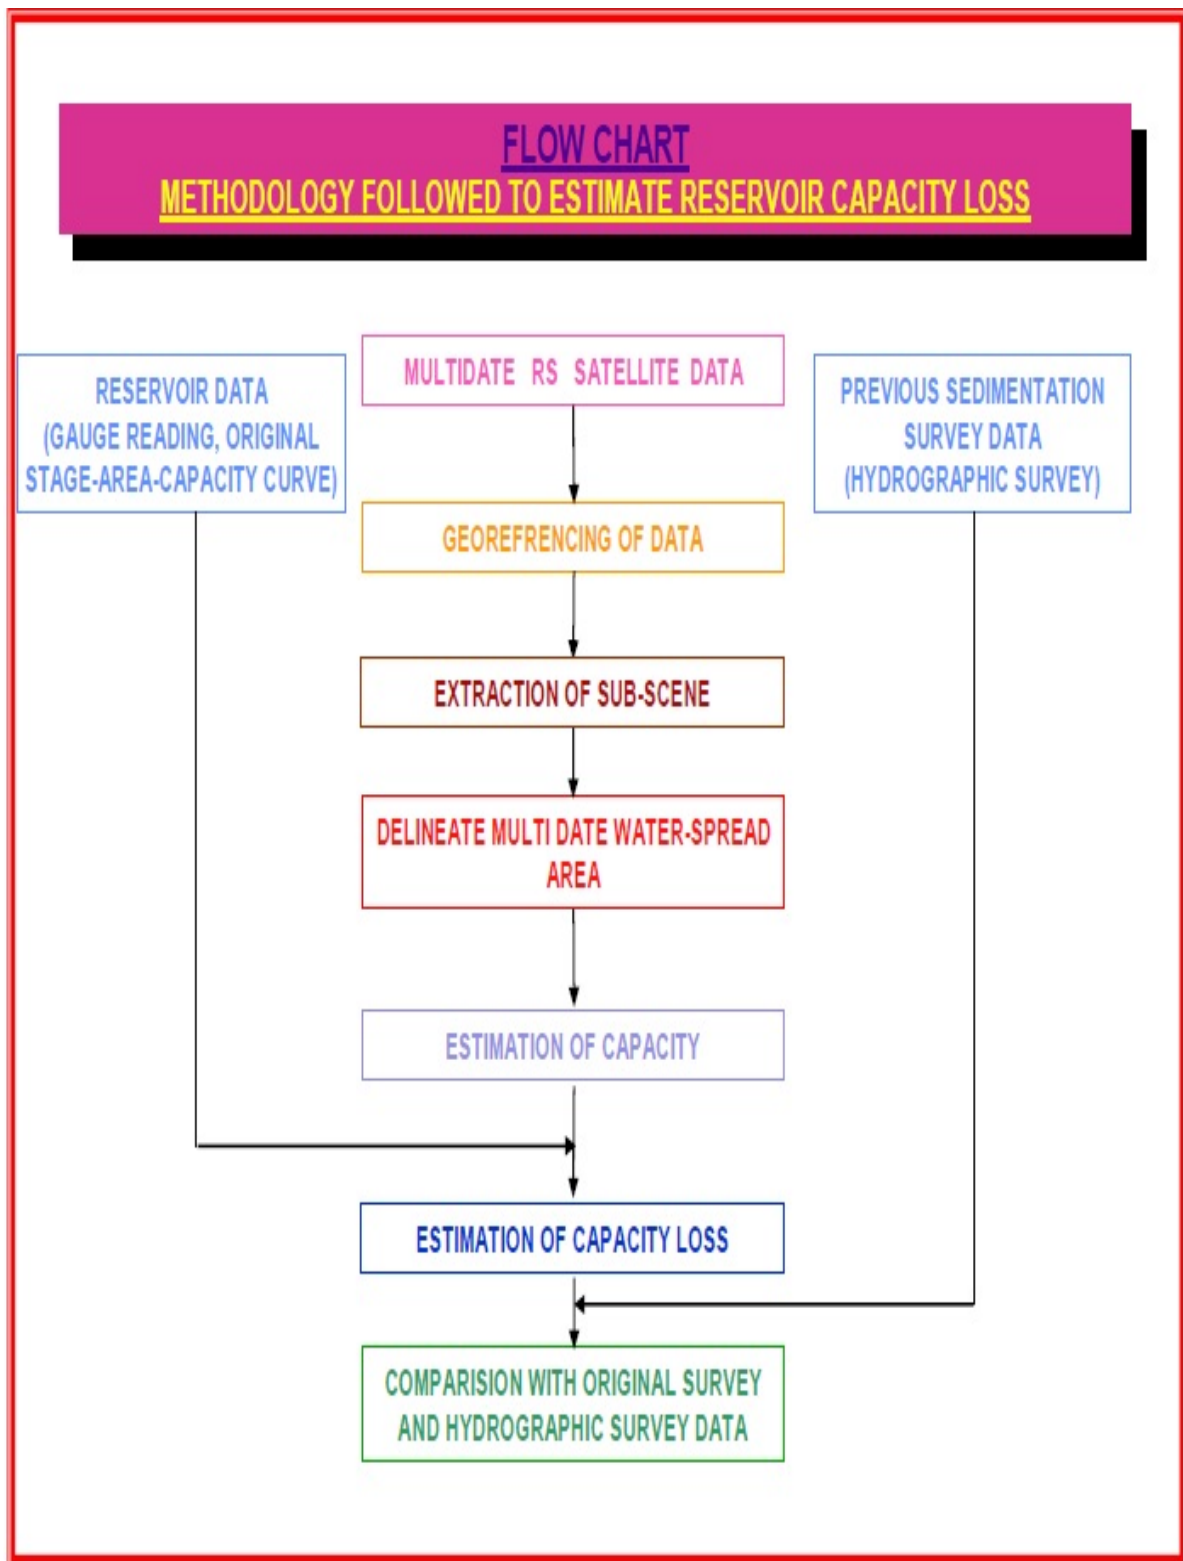 FLOW CHART
METHODOLOGY FOLLOWED TO ESTIMATE RESERVOIR CAPACITY LOSS
RESERVOIR DATA
(GAUGE READING, ORIGINAL
STAGE-AREA-CAPACITY CURVE)
MULTIDATE RS SATELLITE DATA
PREVIOUS SEDIMENTATION
SURVEY DATA
(HYDROGRAPHIC SURVEY)
GEOREFRENCING OF DATA
EXTRACTION OF SUB-SCENE
DELINEATE MULTI DATE WATER-SPREAD
AREA
ESTIMATION OF CAPACITY
ESTIMATION OF CAPACITY LOSS
COMPARISION WITH ORIGINAL SURVEY
AND HYDROGRAPHIC SURVEY DATA